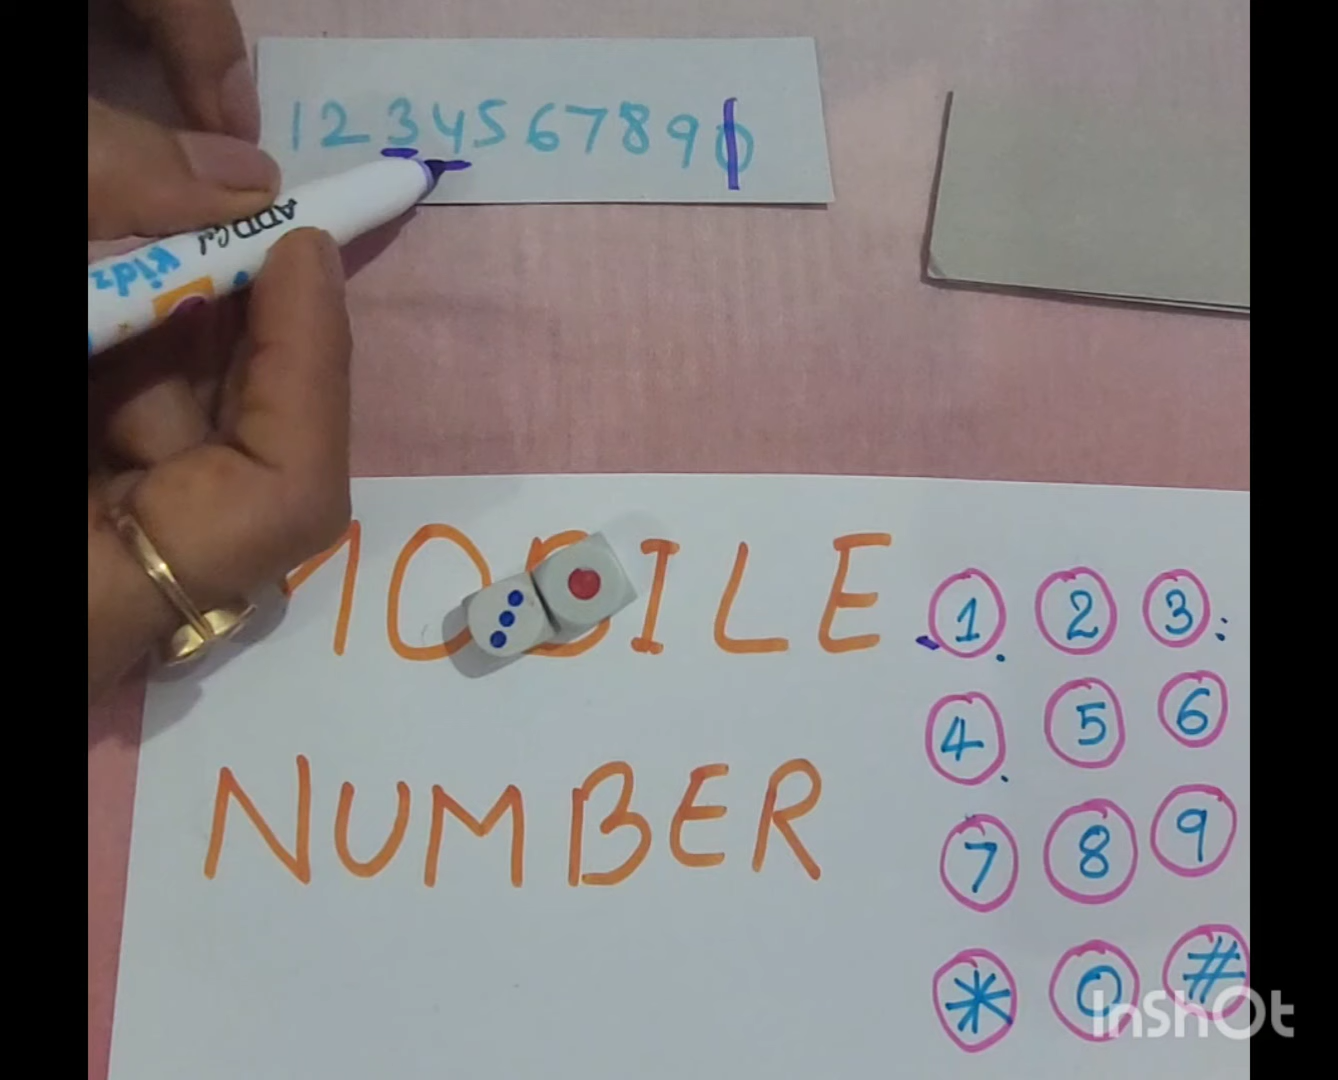 1234567890
ADD Gel
Kidz
MOBILE
NUMBER
1 2 3
4 5 6
7 8 9
* 0 #
InShOt